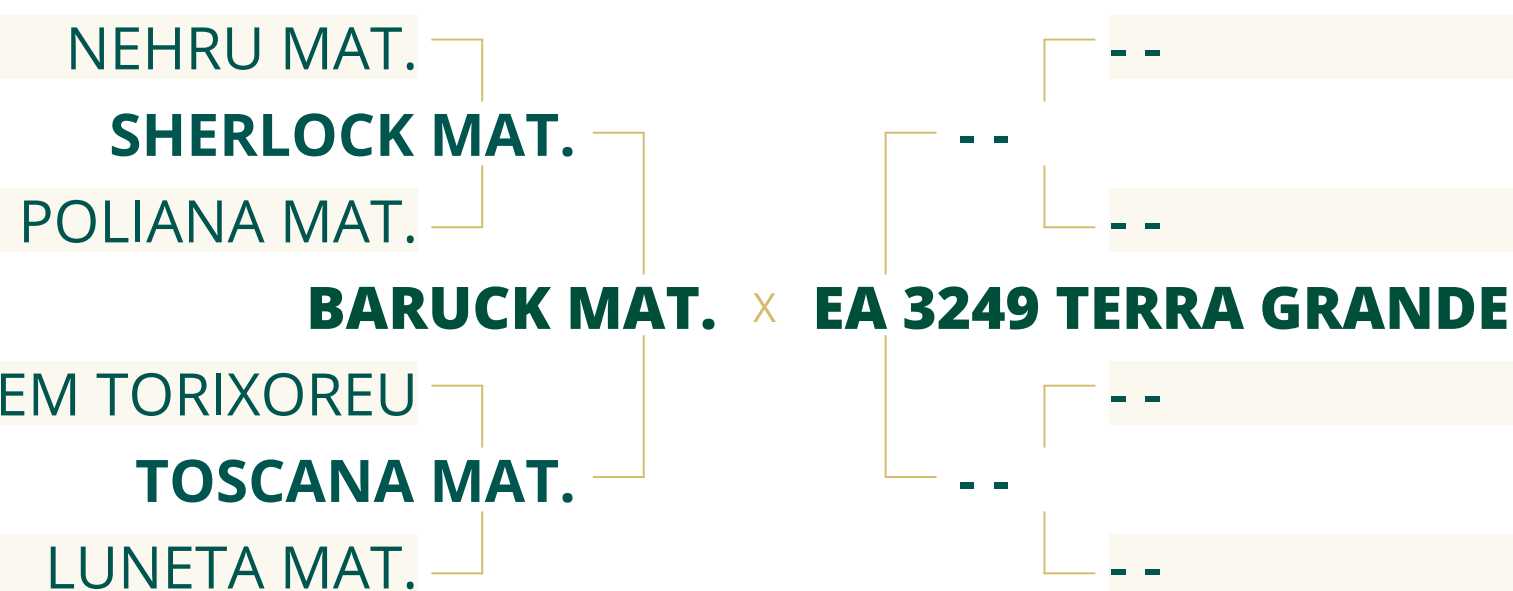 NEHRU MAT.
- -
SHERLOCK MAT.
- -
POLIANA MAT.
- -
BARUCK MAT. X EA 3249 TERRA GRANDE
EM TORIXOREU
- -
TOSCANA MAT.
- -
LUNETA MAT.
- -